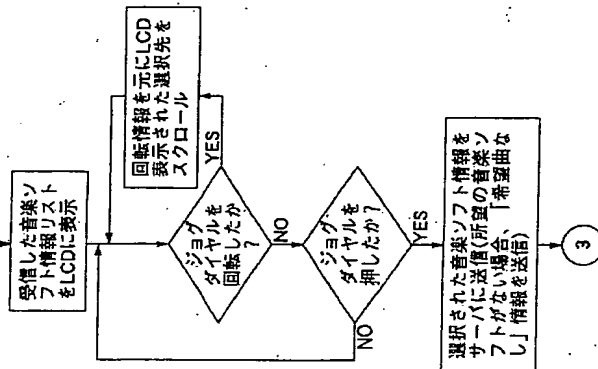 受信した音楽ソ
フト情報リスト
をLCDに表示
回転情報を元にLCD
表示された選択先を
スクロール
ジョグ
ダイヤルを
回転したか
?
YES
NO
ジョグ
ダイヤルを
押したか?
NO
YES
選択された音楽ソフト情報を
サーバに送信(所望の音楽ソ
フトがない場合、「希望曲な
し」情報を送信)
3